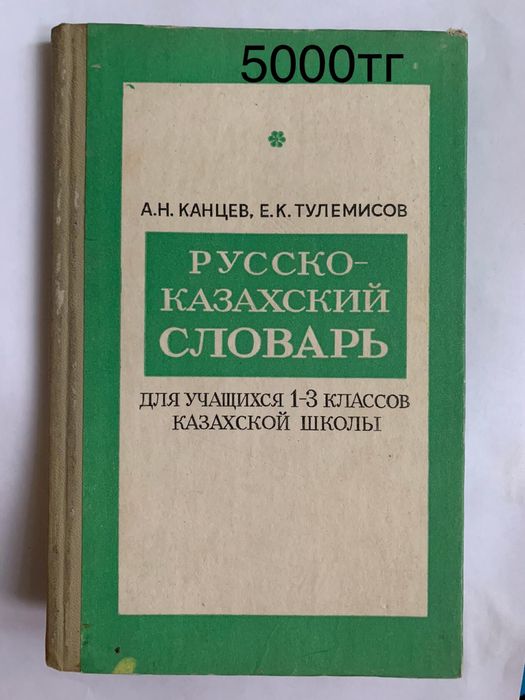 5000тг
А.Н. КАНЦЕВ, Е.К. ТУЛЕМИСОВ
РУССКО-
КАЗАХСКИЙ
СЛОВАРЬ
ДЛЯ УЧАЩИХСЯ 1-3 КЛАССОВ
КАЗАХСКОЙ ШКОЛЫ